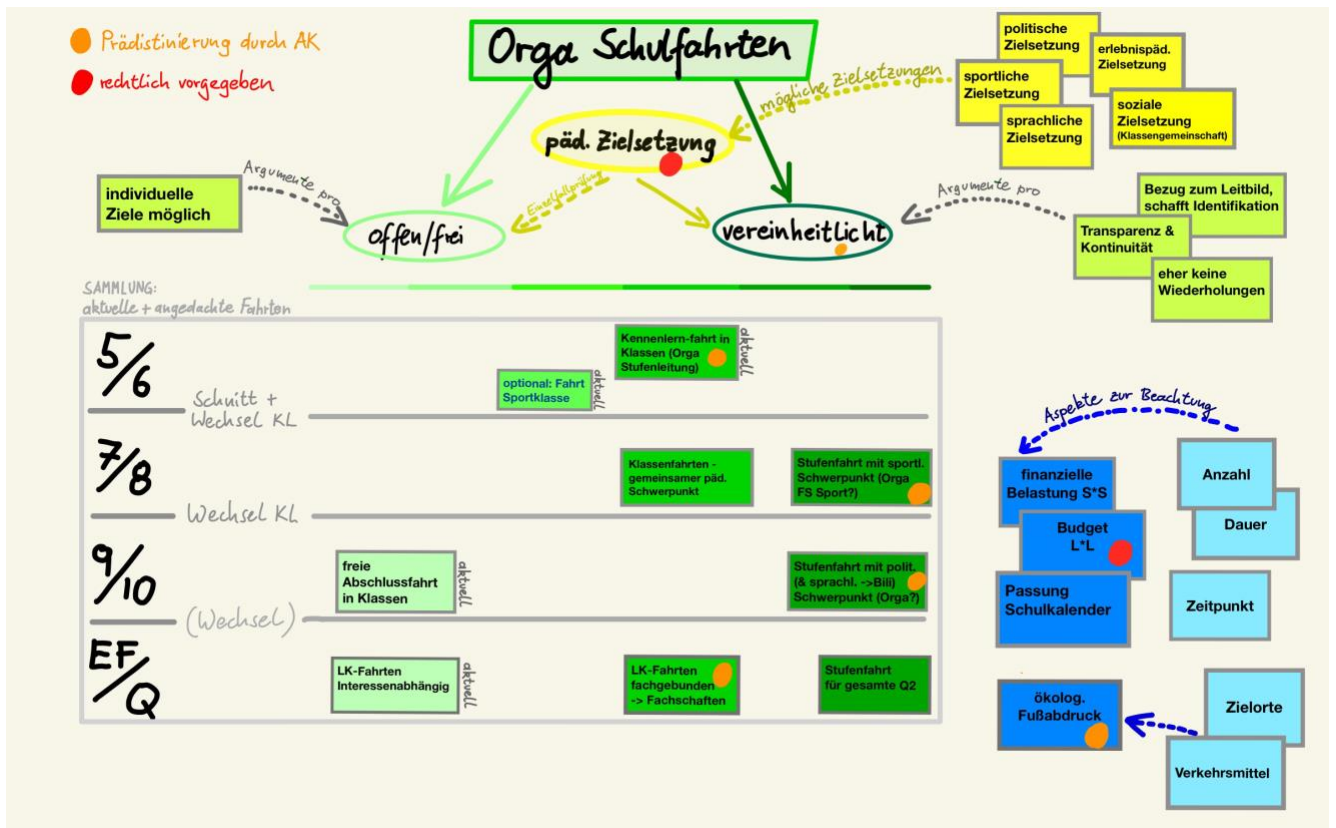 Prädistinierung durch AK
rechtlich vorgegeben
Orga Schulfahrten
päd. Zielsetzung
mögliche Zielsetzungen
politische
Zielsetzung
erlebnispäd.
Zielsetzung
sportliche
Zielsetzung
soziale
Zielsetzung
(Klassengemeinschaft)
sprachliche
Zielsetzung
individuelle
Ziele möglich
Argumente pro
offen/frei
Einzelfallprüfung
vereinheitlicht
Argumente pro
Bezug zum Leitbild,
schafft Identifikation
Transparenz &
Kontinuität
eher keine
Wiederholungen
SAMMLUNG:
aktuelle + angedachte Fahrten
5/6
optional: Fahrt
Sportklasse
aktuell
Kennenlern-fahrt in
Klassen (Orga
Stufenleitung)
aktuell
Schnitt +
Wechsel KL
7/8
Klassenfahrten -
gemeinsamer päd.
Schwerpunkt
Stufenfahrt mit sportl.
Schwerpunkt (Orga
FS Sport?)
Wechsel KL
9/10
freie
Abschlussfahrt
in Klassen
aktuell
Stufenfahrt mit polit.
(& sprachl. ->Bili)
Schwerpunkt (Orga?)
(Wechsel)
EF/Q
LK-Fahrten
Interessenabhängig
aktuell
LK-Fahrten
fachgebunden
-> Fachschaften
Stufenfahrt
für gesamte Q2
Aspekte zur Beachtung
finanzielle
Belastung S*S
Budget
L*L
Passung
Schulkalender
Anzahl
Dauer
Zeitpunkt
ökolog.
Fußabdruck
Zielorte
Verkehrsmittel